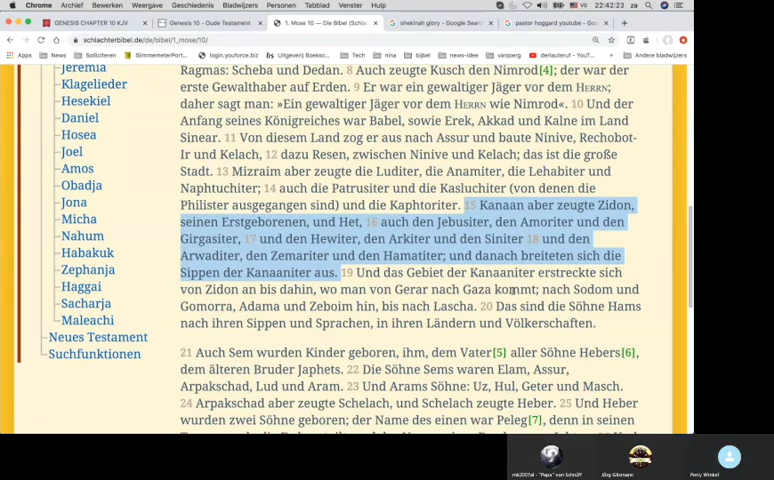 Chrome Archief Bewerk Weergave Geschiedenis Bladwijzers Personen Tabblad Venster Help 100% za 22:42:23
GENESIS CHAPTER 10 KJV Genesis 10 - Oude Testament 1. Mose 10 — Die Bibel (Schlac shekinah glory - Google Search pastor hoggard youtube - Goo
schlachterbibel.de/de/bibel/1_mose/10/
Apps News Solliciteren SlimmemeterPortal login.youforce.biz Uitgeverij Boeksc... Tech nina bijbel news-idee vanjoerg derlauteruf - YouT... Andere bladwijzers
Jeremia
Klagelieder
Hesekiel
Daniel
Hosea
Joel
Amos
Obadja
Jona
Micha
Nahum
Habakuk
Zephanja
Haggai
Sacharja
Maleachi
Neues Testament
Suchfunktionen
Ragmas: Scheba und Dedan. 8 Auch zeugte Kusch den Nimrod[4]; der war der
erste Gewalthaber auf Erden. 9 Er war ein gewaltiger Jäger vor dem HERRN;
daher sagt man: »Ein gewaltiger Jäger vor dem HERRN wie Nimrod«. 10 Und der
Anfang seines Königreiches war Babel, sowie Erek, Akkad und Kalne im Land
Sinear. 11 Von diesem Land zog er aus nach Assur und baute Ninive, Rechobot-
Ir und Kelach, 12 dazu Resen, zwischen Ninive und Kelach; das ist die große
Stadt. 13 Mizraim aber zeugte die Luditer, die Anamiter, die Lehabiter und
Naphtuchiter; 14 auch die Patrusiter und die Kasluchiter (von denen die
Philister ausgegangen sind) und die Kaphtoriter. 15 Kanaan aber zeugte Zidon,
seinen Erstgeborenen, und Het, 16 auch den Jebusiter, den Amoriter und den
Girgasiter, 17 und den Hewiter, den Arkiter und den Siniter 18 und den
Arwaditer, den Zemariter und den Hamatiter; und danach breiteten sich die
Sippen der Kanaaniter aus. 19 Und das Gebiet der Kanaaniter erstreckte sich
von Zidon an bis dahin, wo man von Gerar nach Gaza kommt; nach Sodom und
Gomorra, Adama und Zeboim hin, bis nach Lascha. 20 Das sind die Söhne Hams
nach ihren Sippen und Sprachen, in ihren Ländern und Völkerschaften.
21 Auch Sem wurden Kinder geboren, ihm, dem Vater[5] aller Söhne Hebers[6],
dem älteren Bruder Japhets. 22 Die Söhne Sems waren Elam, Assur,
Arpakschad, Lud und Aram. 23 Und Arams Söhne: Uz, Hul, Geter und Masch.
24 Arpakschad aber zeugte Schelach, und Schelach zeugte Heber. 25 Und Heber
wurden zwei Söhne geboren; der Name des einen war Peleg[7], denn in seinen
Jörg Gliemann
Perry Winkel